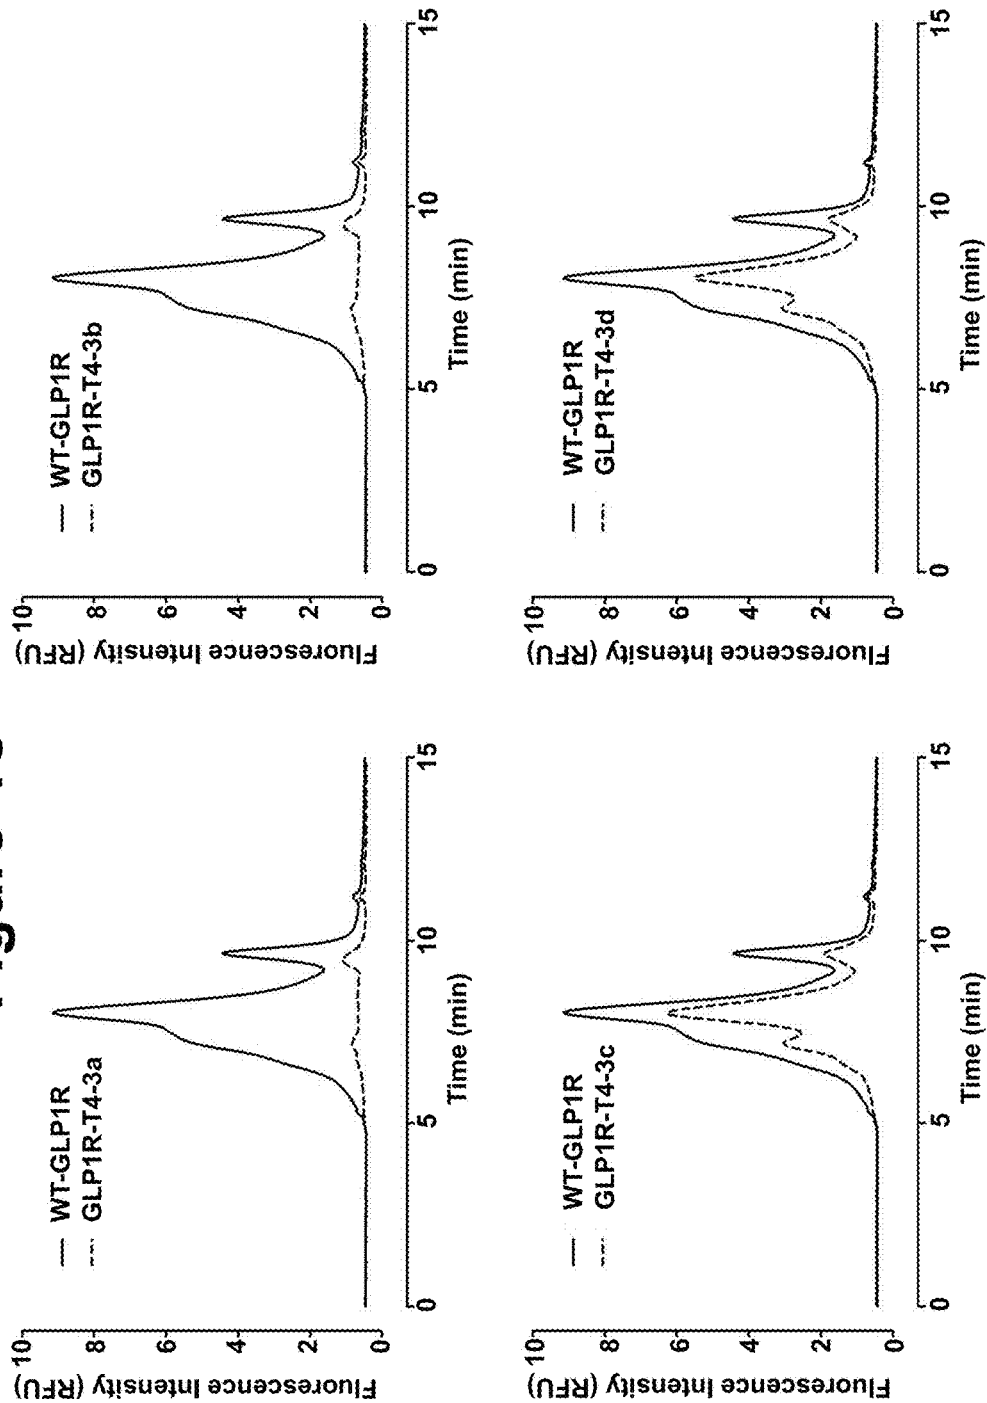 WT-GLP1R
GLP1R-T4-3a
Fluorescence Intensity (RFU)
10
8
6
4
2
0
0
5
10
15
Time (min)
WT-GLP1R
GLP1R-T4-3b
Fluorescence Intensity (RFU)
10
8
6
4
2
0
0
5
10
15
Time (min)
WT-GLP1R
GLP1R-T4-3c
Fluorescence Intensity (RFU)
10
8
6
4
2
0
0
5
10
15
Time (min)
WT-GLP1R
GLP1R-T4-3d
Fluorescence Intensity (RFU)
10
8
6
4
2
0
0
5
10
15
Time (min)